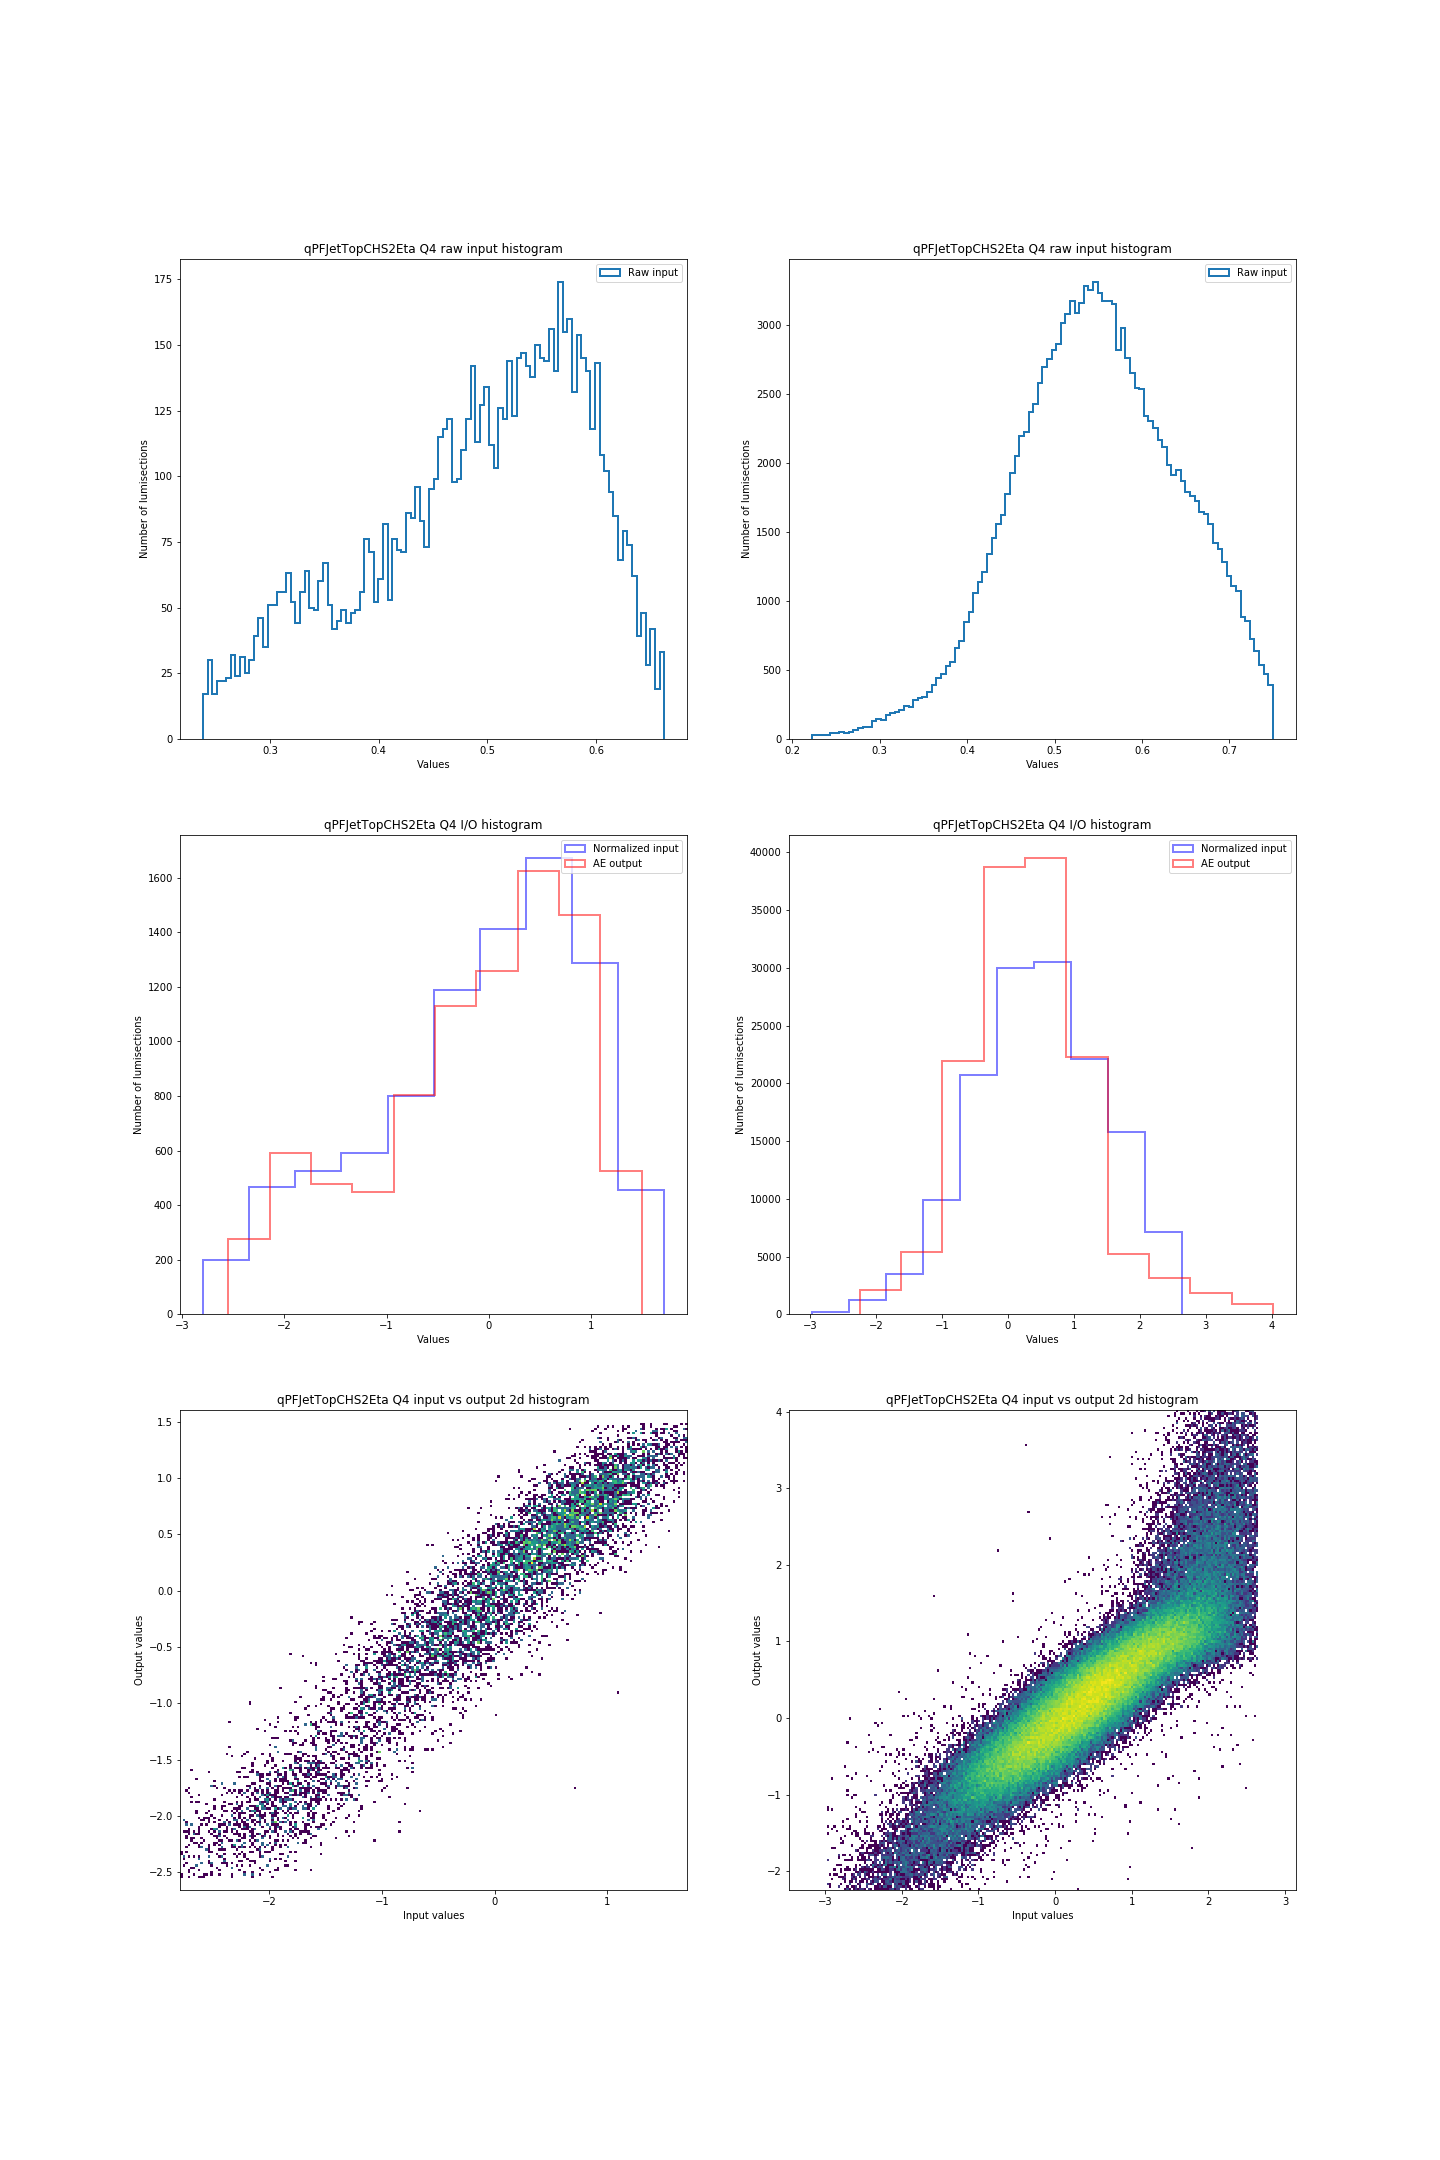 qPFJetTopCHS2Eta Q4 raw input histogram
Raw input
175
150
125
100
75
50
25
0
Number of lumisections
0.3 0.4 0.5 0.6
Values
qPFJetTopCHS2Eta Q4 raw input histogram
Raw input
3000
2500
2000
1500
1000
500
0
Number of lumisections
0.2 0.3 0.4 0.5 0.6 0.7
Values
qPFJetTopCHS2Eta Q4 I/O histogram
Normalized input
AE output
1600
1400
1200
1000
800
600
400
200
0
Number of lumisections
−3 −2 −1 0 1
Values
qPFJetTopCHS2Eta Q4 I/O histogram
Normalized input
AE output
40000
35000
30000
25000
20000
15000
10000
5000
0
Number of lumisections
−3 −2 −1 0 1 2 3 4
Values
qPFJetTopCHS2Eta Q4 input vs output 2d histogram
1.5
1.0
0.5
0.0
−0.5
−1.0
−1.5
−2.0
−2.5
Output values
−2 −1 0 1
Input values
qPFJetTopCHS2Eta Q4 input vs output 2d histogram
4
3
2
1
0
−1
−2
Output values
−3 −2 −1 0 1 2 3
Input values